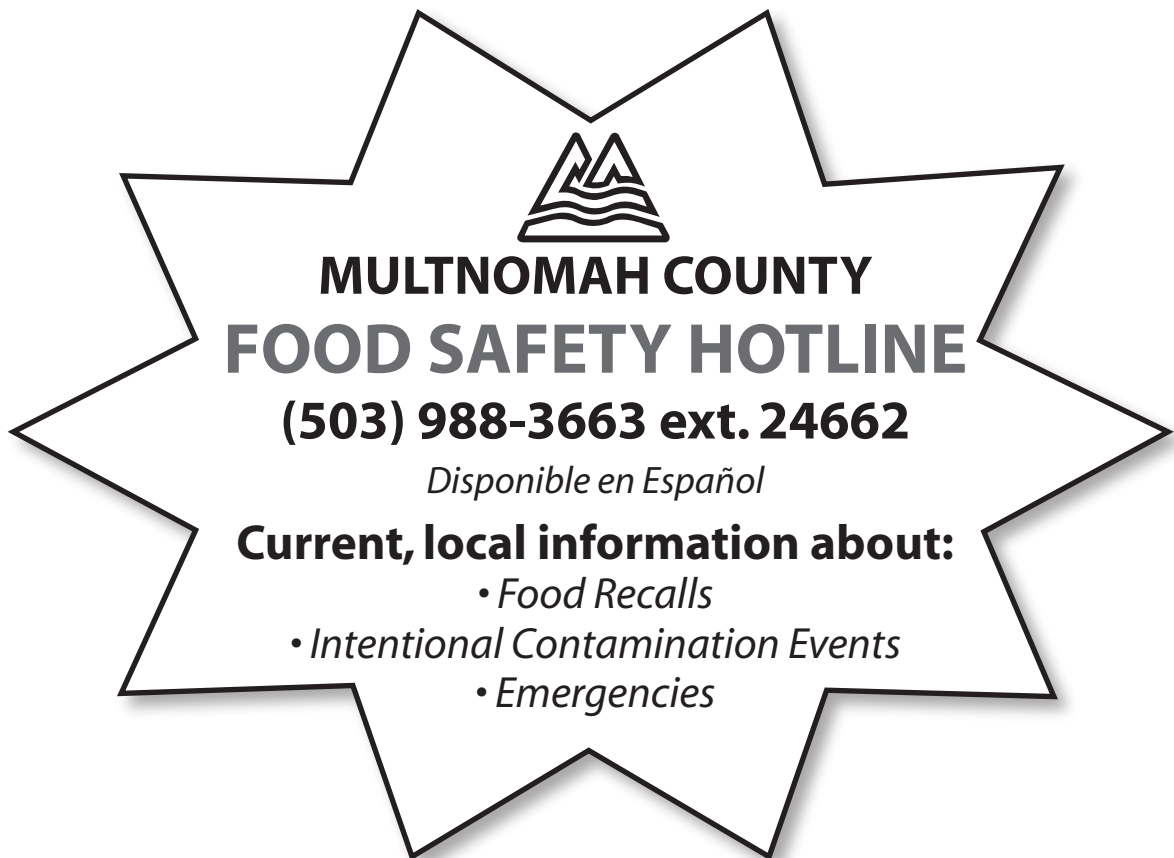 MULTNOMAH COUNTY
FOOD SAFETY HOTLINE
(503) 988-3663 ext. 24662
Disponible en Español
Current, local information about:
• Food Recalls
• Intentional Contamination Events
• Emergencies